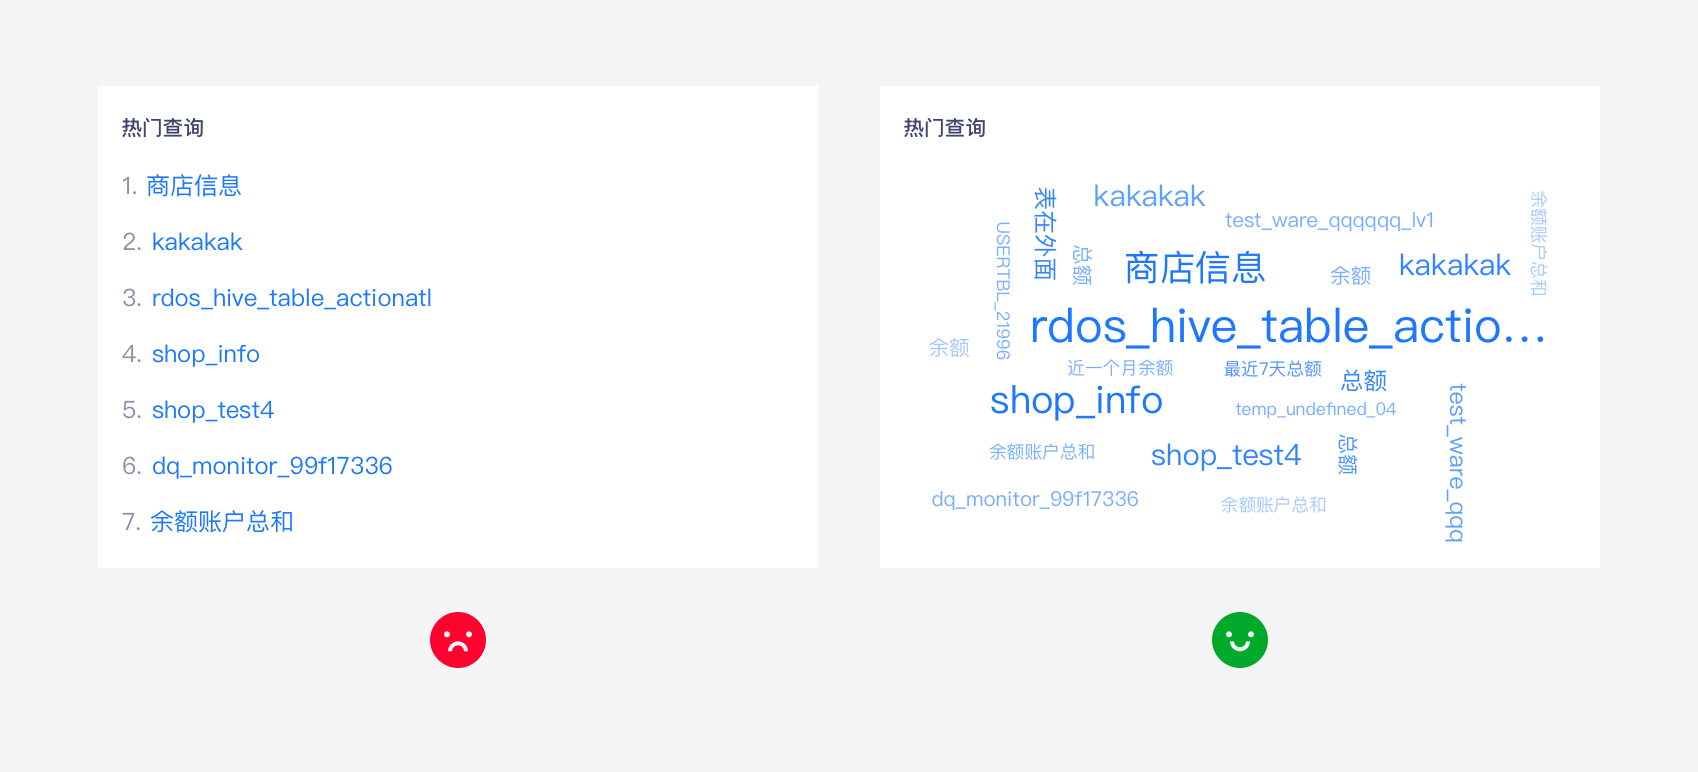 热门查询
1. 商店信息
2. kakakak
3. rdos_hive_table_actionatl
4. shop_info
5. shop_test4
6. dq_monitor_99f17336
7. 余额账户总和
热门查询
表在外面
kakakak
余额账户总和
test_ware_qqqqqq_lv1
USERTBL_21996
总额
商店信息
余额
kakakak
rdos_hive_table_actio...
余额
近一个月余额
最近7天总额
总额
shop_info
temp_undefined_04
test_ware_qqq
余额账户总和
shop_test4
总额
dq_monitor_99f17336
余额账户总和